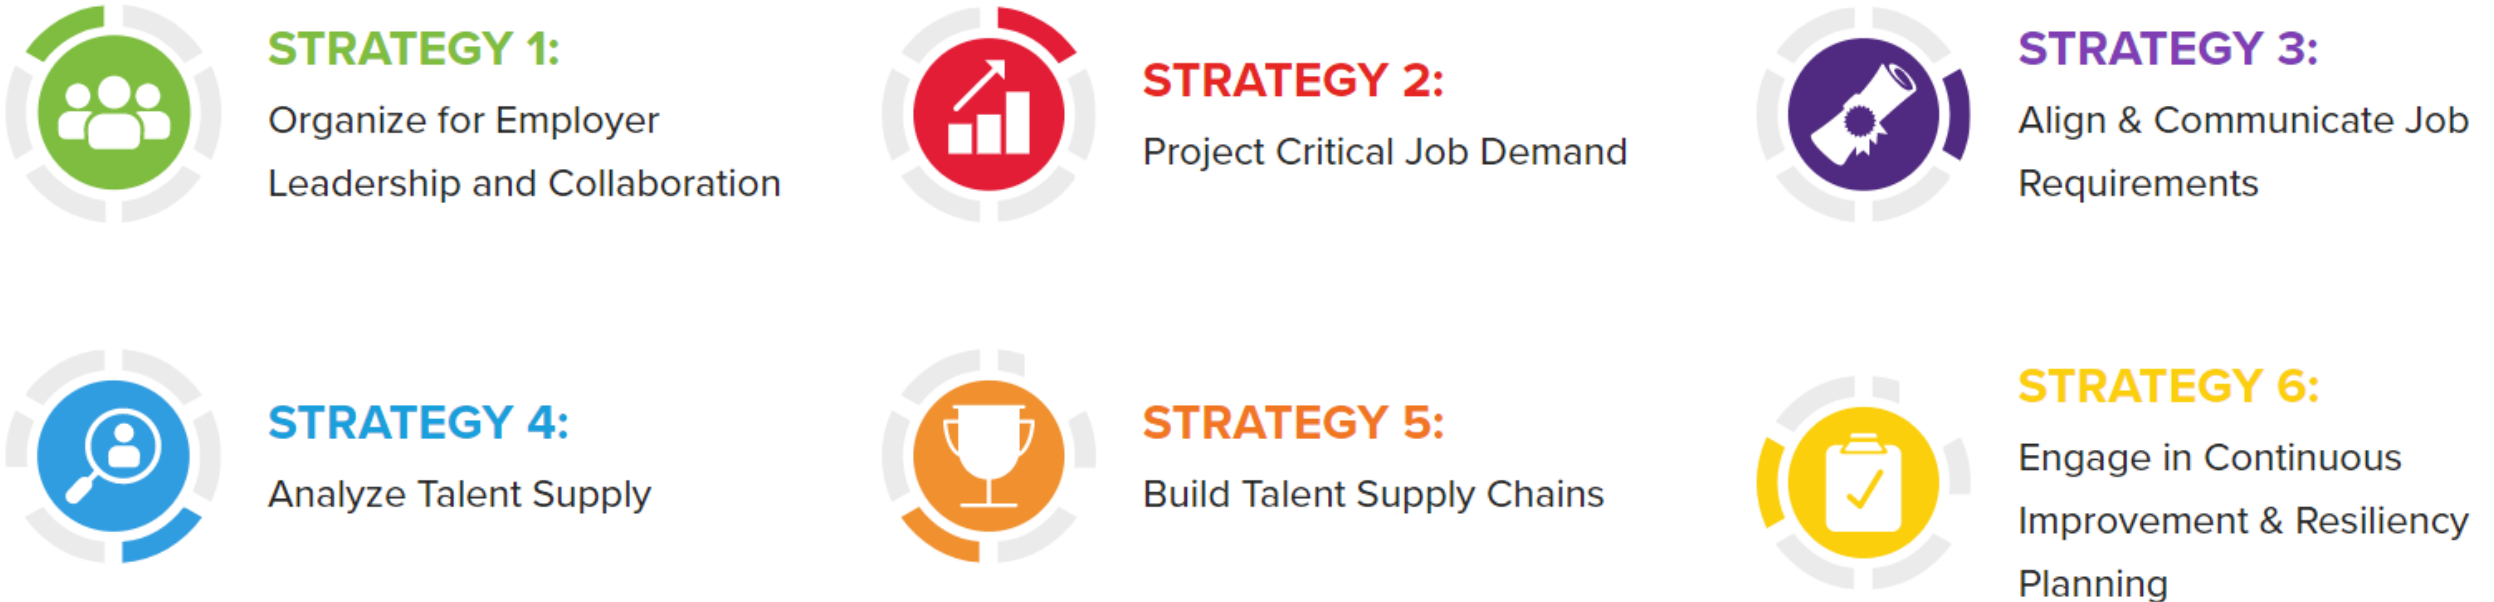 STRATEGY 1:
Organize for Employer
Leadership and Collaboration
STRATEGY 2:
Project Critical Job Demand
STRATEGY 3:
Align & Communicate Job
Requirements
STRATEGY 4:
Analyze Talent Supply
STRATEGY 5:
Build Talent Supply Chains
STRATEGY 6:
Engage in Continuous
Improvement & Resiliency
Planning